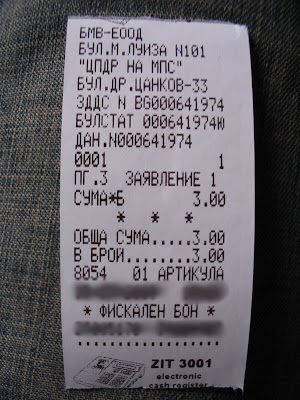 БМВ-ЕООД
БУЛ.М.ЛУИЗА N101
"ЦПДР НА МПС"
БУЛ.ДР.ЦАНКОВ-33
ЗДДС N BG000641974
БУЛСТАТ 000641974Ю
ДАН.N000641974
0001 1
ПГ.3 ЗАЯВЛЕНИЕ 1
СУМА*Б 3.00
* * *
ОБЩА СУМА.....3.00
В БРОЙ........3.00
8054 01 АРТИКУЛА
* ФИСКАЛЕН БОН *
ZIT 3001
electronic
cash register